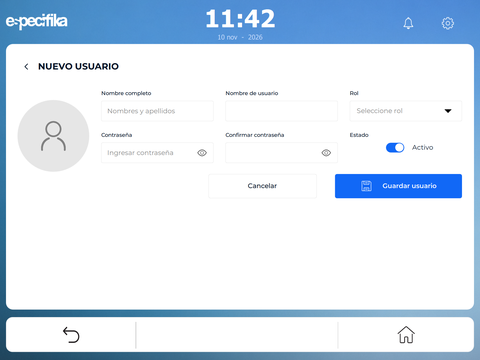 especifika
11:42
10 nov - 2026
NUEVO USUARIO
Nombre completo
Nombre de usuario
Rol
Nombres y apellidos
Seleccione rol
Contraseña
Confirmar contraseña
Estado
Ingresar contraseña
Activo
Cancelar
Guardar usuario